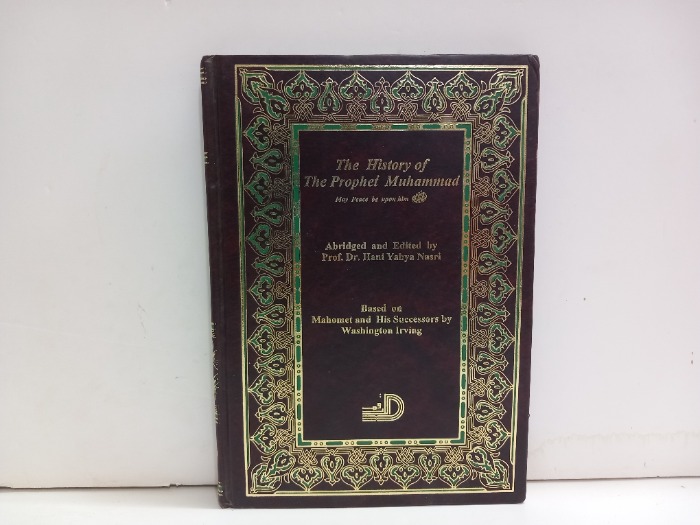 The History of
The Prophet Muhammad
May Peace be upon him
Abridged and Edited by
Prof. Dr. Hani Yahya Nasri
Based on
Mahomet and His Successors by
Washington Irving